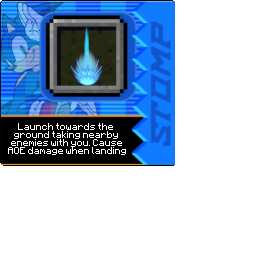 STOMP
Launch towards the
ground taking nearby
enemies with you. Cause
AOE damage when landing